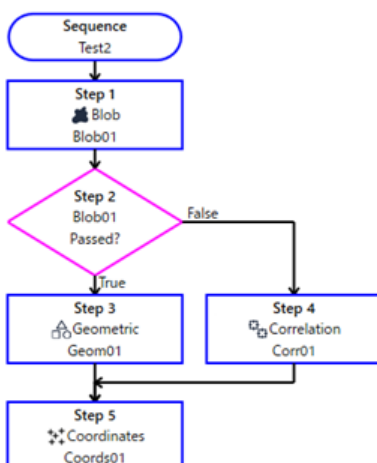 Sequence
Test2
Step 1
Blob
Blob01
Step 2
Blob01
Passed?
False
True
Step 3
Geometric
Geom01
Step 4
Correlation
Corr01
Step 5
Coordinates
Coords01